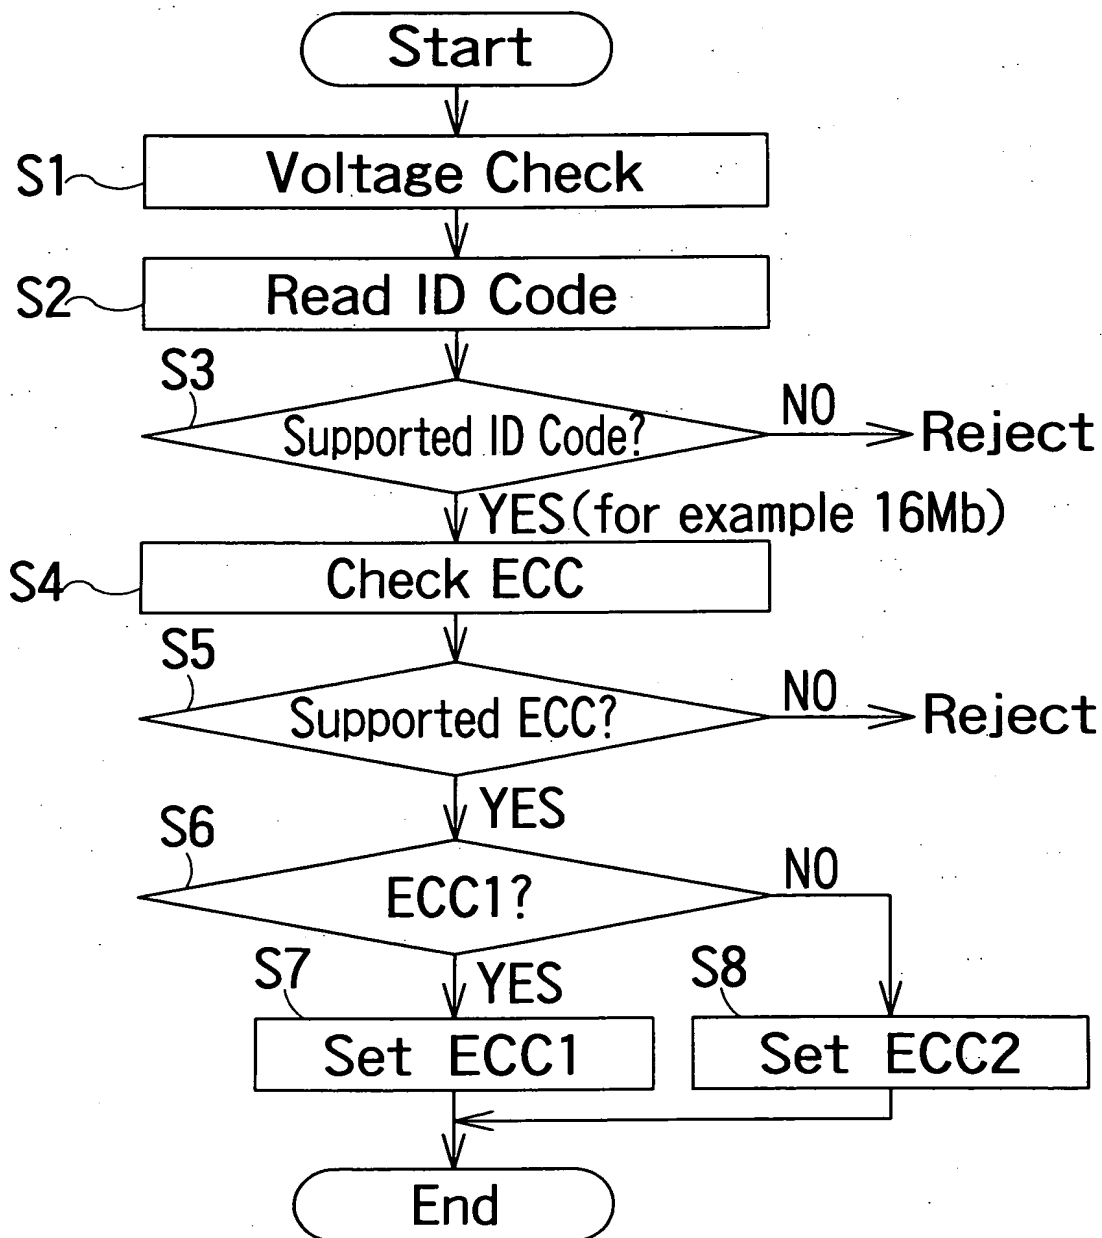 Start
S1
Voltage Check
S2
Read ID Code
S3
Supported ID Code?
NO
Reject
YES(for example 16Mb)
S4
Check ECC
S5
Supported ECC?
NO
Reject
YES
S6
ECC1?
NO
S7
YES
S8
Set ECC1
Set ECC2
End